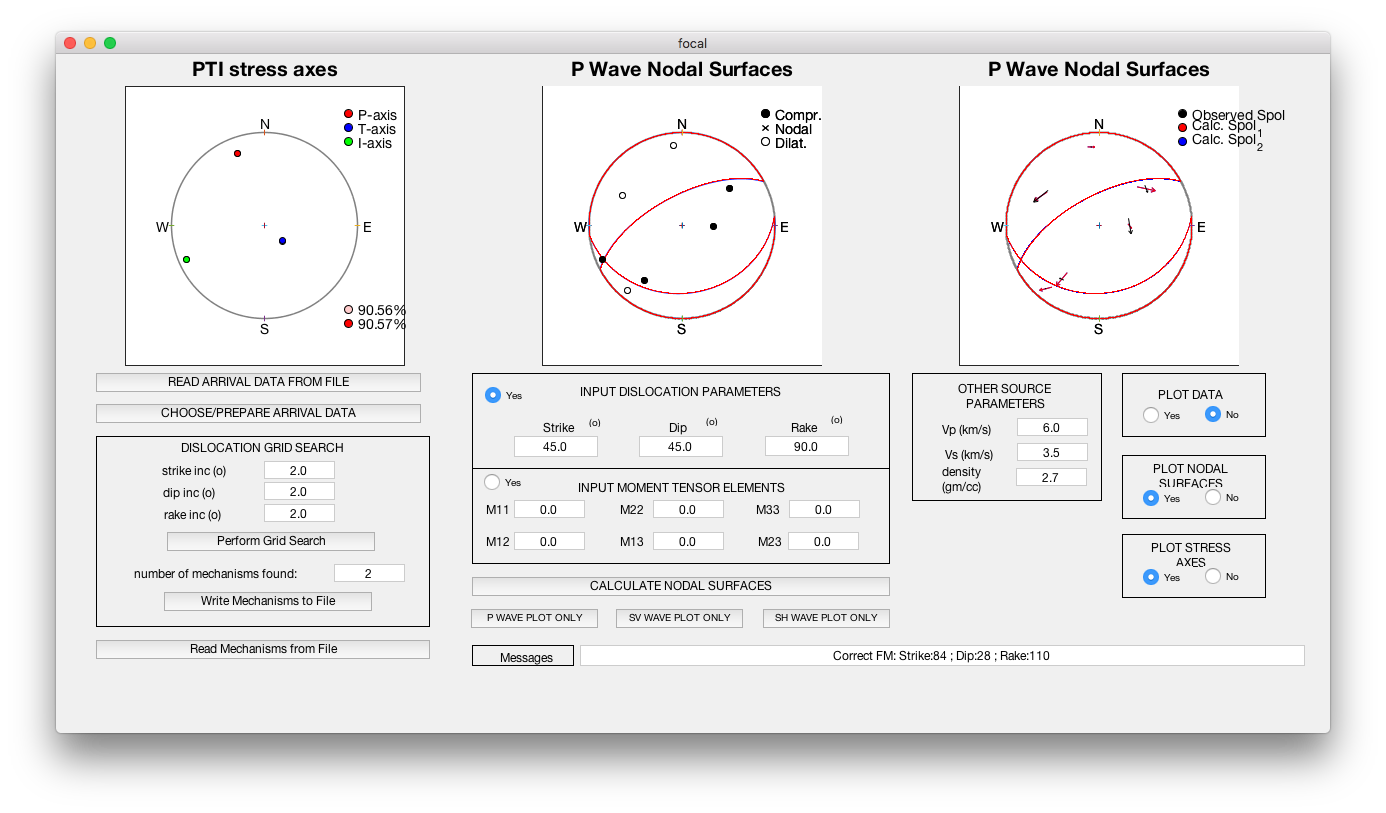 focal
PTI stress axes
P Wave Nodal Surfaces
P Wave Nodal Surfaces
N
W
E
S
P-axis
T-axis
I-axis
90.56%
90.57%
N
W
E
S
Compr.
Nodal
Dilat.
N
W
E
S
Observed Spol
Calc. Spol1
Calc. Spol2
READ ARRIVAL DATA FROM FILE
CHOOSE/PREPARE ARRIVAL DATA
DISLOCATION GRID SEARCH
strike inc (o) 2.0
dip inc (o) 2.0
rake inc (o) 2.0
Perform Grid Search
number of mechanisms found: 2
Write Mechanisms to File
Read Mechanisms from File
Yes INPUT DISLOCATION PARAMETERS
Strike (o) Dip (o) Rake (o)
45.0 45.0 90.0
Yes
INPUT MOMENT TENSOR ELEMENTS
M11 0.0 M22 0.0 M33 0.0
M12 0.0 M13 0.0 M23 0.0
CALCULATE NODAL SURFACES
P WAVE PLOT ONLY SV WAVE PLOT ONLY SH WAVE PLOT ONLY
Messages Correct FM: Strike:84 ; Dip:28 ; Rake:110
OTHER SOURCE
PARAMETERS
Vp (km/s) 6.0
Vs (km/s) 3.5
density
(gm/cc) 2.7
PLOT DATA
Yes No
PLOT NODAL
SURFACES
Yes No
PLOT STRESS
AXES
Yes No